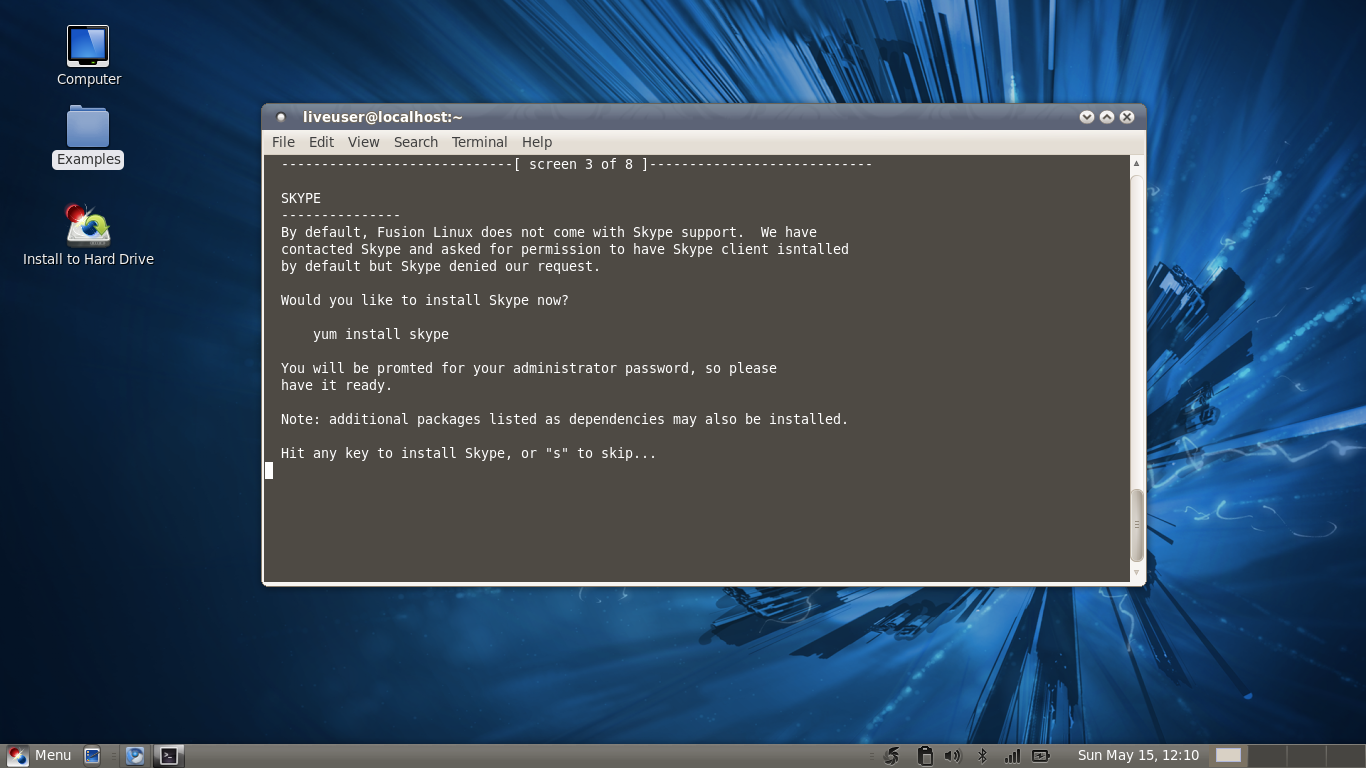 Computer
Examples
Install to Hard Drive
liveuser@localhost:~
File Edit View Search Terminal Help
-----------------------------[ screen 3 of 8 ]----------------------------
SKYPE
---------------
By default, Fusion Linux does not come with Skype support.  We have
contacted Skype and asked for permission to have Skype client isntalled
by default but Skype denied our request.
Would you like to install Skype now?
yum install skype
You will be promted for your administrator password, so please
have it ready.
Note: additional packages listed as dependencies may also be installed.
Hit any key to install Skype, or "s" to skip...
Menu
Sun May 15, 12:10